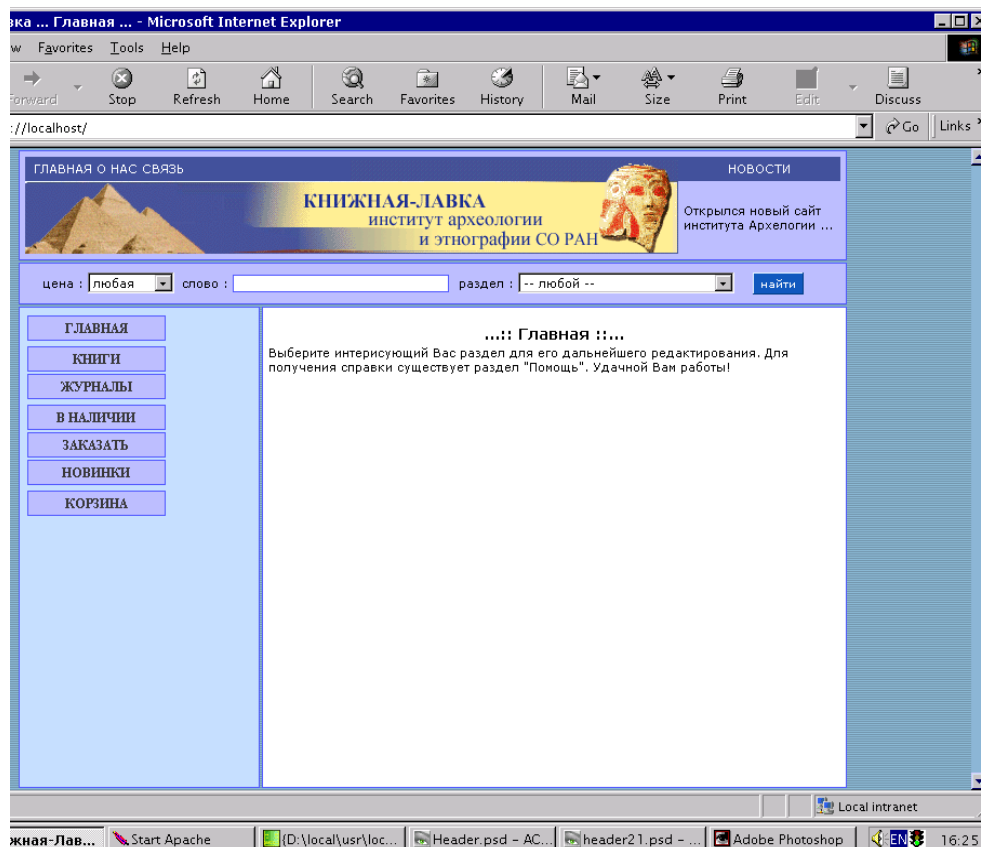 вка ... Главная ... - Microsoft Internet Explorer
w Favorites Tools Help
Forward Stop Refresh Home Search Favorites History Mail Size Print Edit Discuss
://localhost/ Go Links
ГЛАВНАЯ О НАС СВЯЗЬ НОВОСТИ
КНИЖНАЯ-ЛАВКА
институт археологии
и этнографии СО РАН
Открылся новый сайт
института Архелогии ...
цена : любая слово : раздел : -- любой -- найти
ГЛАВНАЯ
КНИГИ
ЖУРНАЛЫ
В НАЛИЧИИ
ЗАКАЗАТЬ
НОВИНКИ
КОРЗИНА
...:: Главная ::...
Выберите интерисующий Вас раздел для его дальнейшего редактирования. Для
получения справки существует раздел "Помощь". Удачной Вам работы!
Local intranet
жная-Лав... Start Apache {D:\local\usr\loc... Header.psd - AC... header21.psd - ... Adobe Photoshop EN 16:25